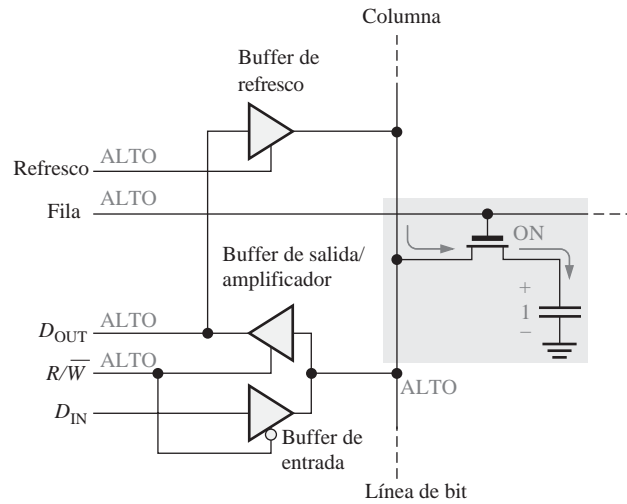 Columna
Buffer de
refresco
ALTO
Refresco
ALTO
Fila
ON
Buffer de salida/
amplificador
+
1
−
ALTO
D_OUT
ALTO
R/W̅
ALTO
D_IN
Buffer de
entrada
Línea de bit